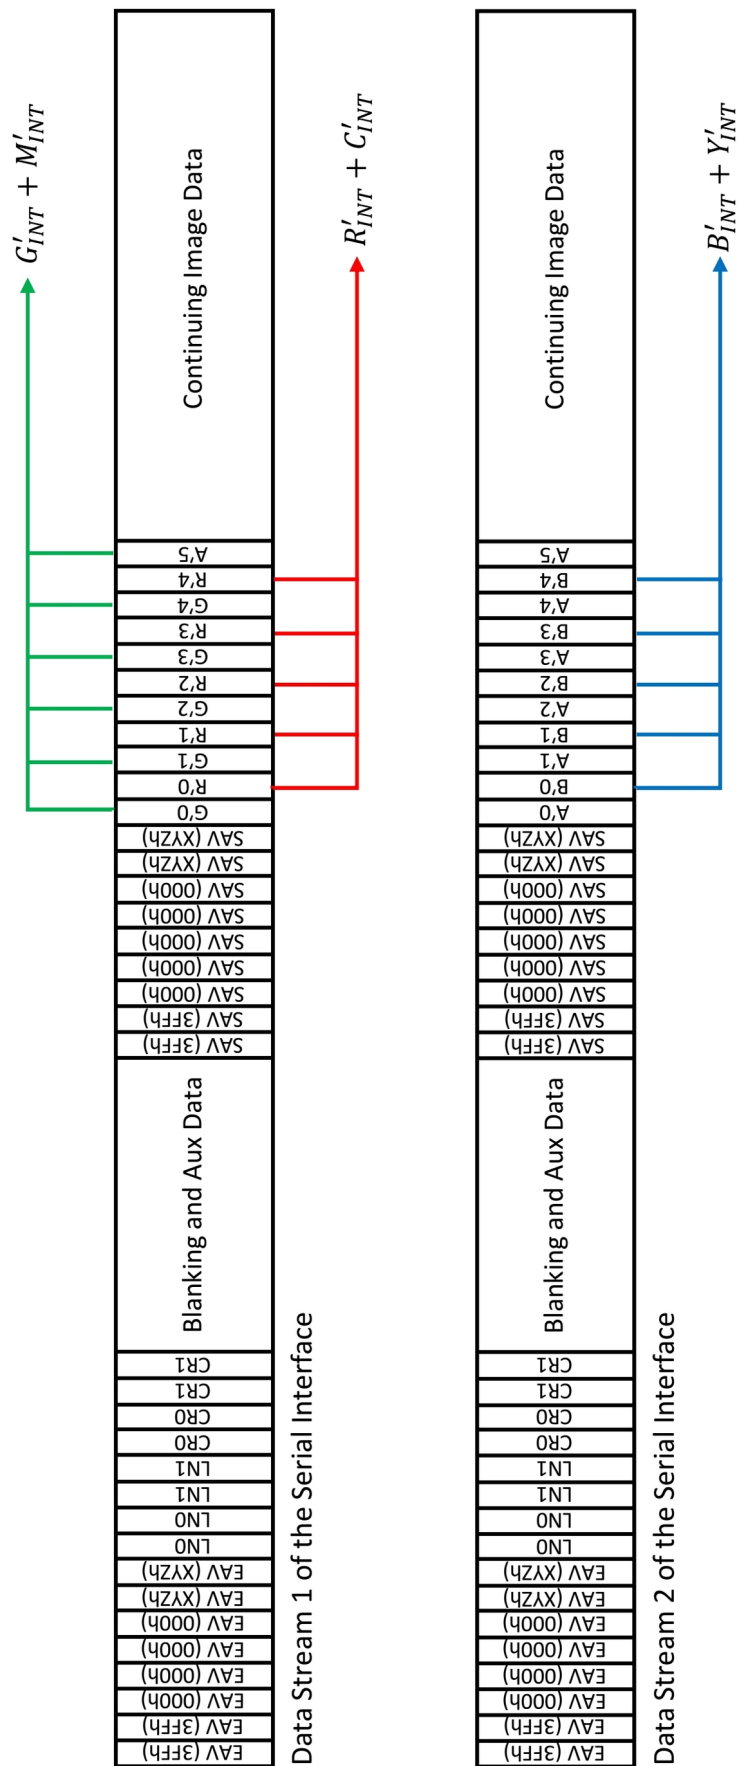 G'INT + M'INT
EAV (3FFh)
EAV (3FFh)
EAV (000h)
EAV (000h)
EAV (000h)
EAV (000h)
EAV (XYZh)
EAV (XYZh)
LN0
LN0
LN1
LN1
CR0
CR0
CR1
CR1
Blanking and Aux Data
SAV (3FFh)
SAV (3FFh)
SAV (000h)
SAV (000h)
SAV (000h)
SAV (000h)
SAV (000h)
SAV (XYZh)
SAV (XYZh)
G'0
R'0
G'1
R'1
G'2
R'2
G'3
R'3
G'4
R'4
A'5
Continuing Image Data
Data Stream 1 of the Serial Interface
R'INT + C'INT
EAV (3FFh)
EAV (3FFh)
EAV (000h)
EAV (000h)
EAV (000h)
EAV (000h)
EAV (XYZh)
EAV (XYZh)
LN0
LN0
LN1
LN1
CR0
CR0
CR1
CR1
Blanking and Aux Data
SAV (3FFh)
SAV (3FFh)
SAV (000h)
SAV (000h)
SAV (000h)
SAV (000h)
SAV (000h)
SAV (XYZh)
SAV (XYZh)
A'0
B'0
A'1
B'1
A'2
B'2
A'3
B'3
A'4
B'4
A'5
Continuing Image Data
Data Stream 2 of the Serial Interface
B'INT + Y'INT